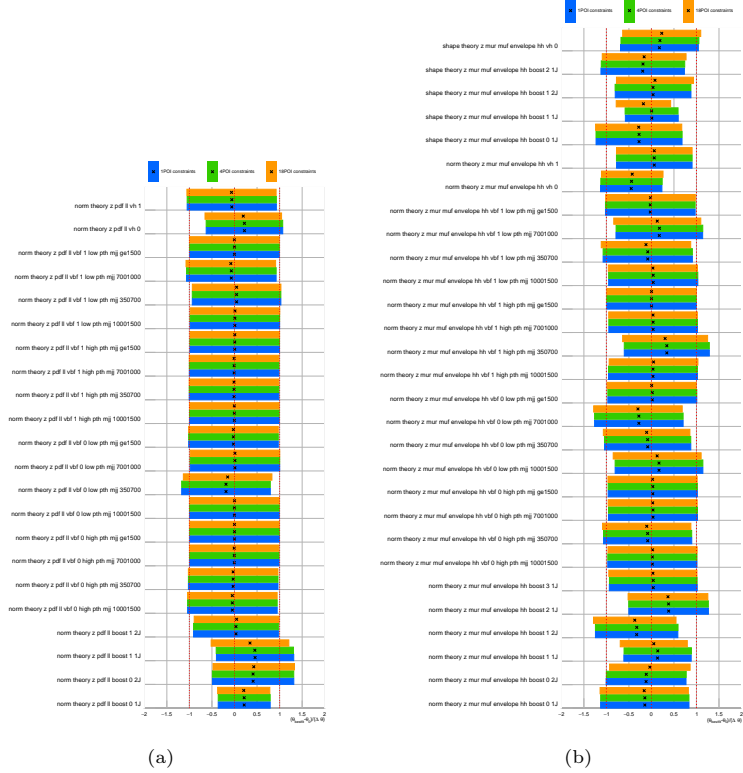 1POI constraints 4POI constraints 18POI constraints
norm theory z pdf ll vh 1
norm theory z pdf ll vh 0
norm theory z pdf ll vbf 1 low pth mjj ge1500
norm theory z pdf ll vbf 1 low pth mjj 7001000
norm theory z pdf ll vbf 1 low pth mjj 350700
norm theory z pdf ll vbf 1 low pth mjj 10001500
norm theory z pdf ll vbf 1 high pth mjj ge1500
norm theory z pdf ll vbf 1 high pth mjj 7001000
norm theory z pdf ll vbf 1 high pth mjj 350700
norm theory z pdf ll vbf 1 high pth mjj 10001500
norm theory z pdf ll vbf 0 low pth mjj ge1500
norm theory z pdf ll vbf 0 low pth mjj 7001000
norm theory z pdf ll vbf 0 low pth mjj 350700
norm theory z pdf ll vbf 0 low pth mjj 10001500
norm theory z pdf ll vbf 0 high pth mjj ge1500
norm theory z pdf ll vbf 0 high pth mjj 7001000
norm theory z pdf ll vbf 0 high pth mjj 350700
norm theory z pdf ll vbf 0 high pth mjj 10001500
norm theory z pdf ll boost 1 2J
norm theory z pdf ll boost 1 1J
norm theory z pdf ll boost 0 2J
norm theory z pdf ll boost 0 1J
−2 −1.5 −1 −0.5 0 0.5 1 1.5 2
(a)
1POI constraints 4POI constraints 18POI constraints
shape theory z mur muf envelope hh vh 0
shape theory z mur muf envelope hh boost 2 1J
shape theory z mur muf envelope hh boost 1 2J
shape theory z mur muf envelope hh boost 1 1J
shape theory z mur muf envelope hh boost 0 1J
norm theory z mur muf envelope hh vh 1
norm theory z mur muf envelope hh vh 0
norm theory z mur muf envelope hh vbf 1 low pth mjj ge1500
norm theory z mur muf envelope hh vbf 1 low pth mjj 7001000
norm theory z mur muf envelope hh vbf 1 low pth mjj 350700
norm theory z mur muf envelope hh vbf 1 low pth mjj 10001500
norm theory z mur muf envelope hh vbf 1 high pth mjj ge1500
norm theory z mur muf envelope hh vbf 1 high pth mjj 7001000
norm theory z mur muf envelope hh vbf 1 high pth mjj 350700
norm theory z mur muf envelope hh vbf 1 high pth mjj 10001500
norm theory z mur muf envelope hh vbf 0 low pth mjj ge1500
norm theory z mur muf envelope hh vbf 0 low pth mjj 7001000
norm theory z mur muf envelope hh vbf 0 low pth mjj 350700
norm theory z mur muf envelope hh vbf 0 low pth mjj 10001500
norm theory z mur muf envelope hh vbf 0 high pth mjj ge1500
norm theory z mur muf envelope hh vbf 0 high pth mjj 7001000
norm theory z mur muf envelope hh vbf 0 high pth mjj 350700
norm theory z mur muf envelope hh vbf 0 high pth mjj 10001500
norm theory z mur muf envelope hh boost 3 1J
norm theory z mur muf envelope hh boost 2 1J
norm theory z mur muf envelope hh boost 1 2J
norm theory z mur muf envelope hh boost 1 1J
norm theory z mur muf envelope hh boost 0 2J
norm theory z mur muf envelope hh boost 0 1J
−2 −1.5 −1 −0.5 0 0.5 1 1.5 2
(b)